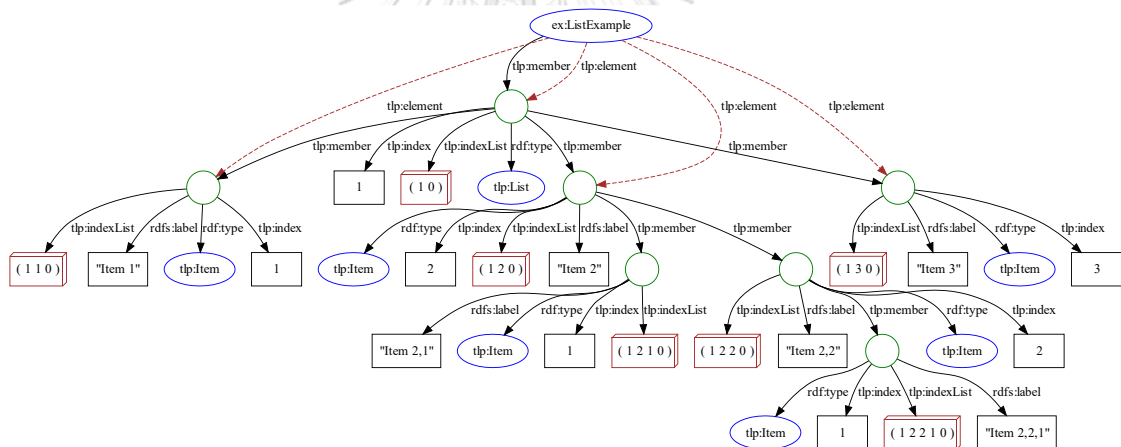 ex:ListExample
tlp:member tlp:element
tlp:element tlp:element tlp:element
tlp:member tlp:index tlp:indexList rdf:type tlp:member tlp:member
1 ( 1 0 ) tlp:List
tlp:indexList rdfs:label rdf:type tlp:index rdf:type tlp:index tlp:indexList rdfs:label tlp:member tlp:member tlp:indexList rdfs:label rdf:type tlp:index
( 1 1 0 ) "Item 1" tlp:Item 1 tlp:Item 2 ( 1 2 0 ) "Item 2" ( 1 3 0 ) "Item 3" tlp:Item 3
rdfs:label rdf:type tlp:index tlp:indexList tlp:indexList rdfs:label tlp:member rdf:type tlp:index
"Item 2,1" tlp:Item 1 ( 1 2 1 0 ) ( 1 2 2 0 ) "Item 2,2" tlp:Item 2
rdf:type tlp:index tlp:indexList rdfs:label
tlp:Item 1 ( 1 2 2 1 0 ) "Item 2,2,1"